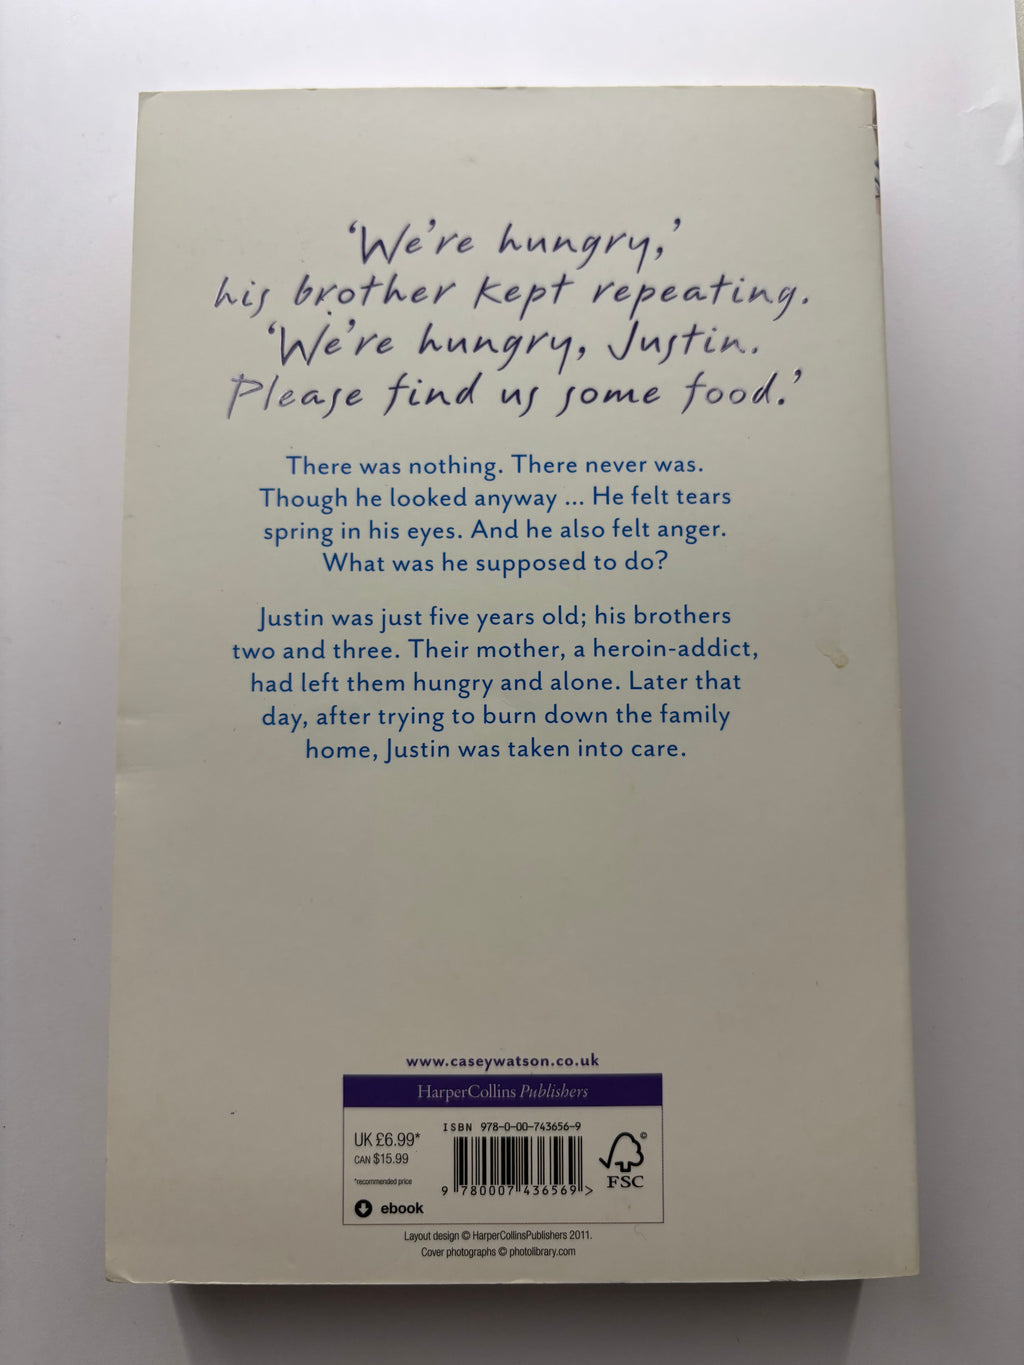 ‘We’re hungry,’
his brother kept repeating.
‘We’re hungry, Justin.
Please find us some food.’
There was nothing. There never was.
Though he looked anyway ... He felt tears
spring in his eyes. And he also felt anger.
What was he supposed to do?
Justin was just five years old; his brothers
two and three. Their mother, a heroin-addict,
had left them hungry and alone. Later that
day, after trying to burn down the family
home, Justin was taken into care.
www.caseywatson.co.uk
HarperCollins Publishers
ISBN 978-0-00-743656-9
UK £6.99*
CAN $15.99
*recommended price
ebook
9 780007 436569 >
©
FSC
Layout design © HarperCollinsPublishers 2011.
Cover photographs © photolibrary.com